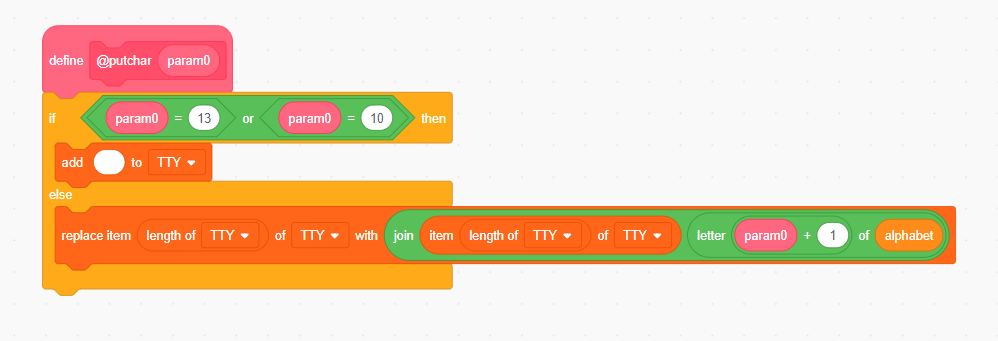 define @putchar param0
if param0 = 13 or param0 = 10 then
add to TTY
else
replace item length of TTY of TTY with join item length of TTY of TTY letter param0 + 1 of alphabet